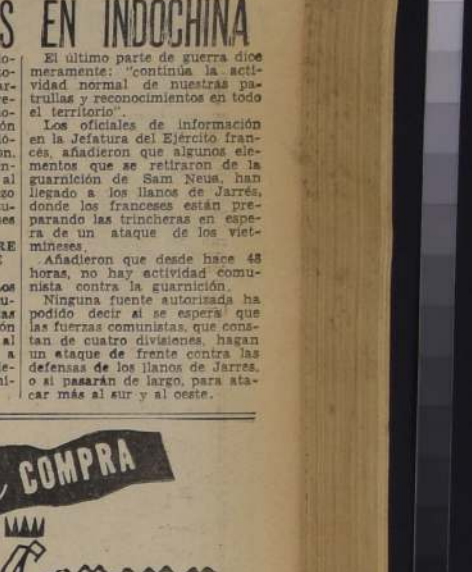 S EN INDOCHINA
El último parte de guerra dice
meramente: "continúa la acti-
vidad normal de nuestras pa-
trullas y reconocimientos en todo
el territorio".
Los oficiales de información
en la Jefatura del Ejército fran-
cés, añadieron que algunos ele-
mentos que se retiraron de la
guarnición de Sam Neua, han
llegado a los llanos de Jarrés,
donde los franceses están pre-
parando las trincheras en espe-
ra de un ataque de los viet-
mineses.
Añadieron que desde hace 48
horas, no hay actividad comu-
nista contra la guarnición.
Ninguna fuente autorizada ha
podido decir si se espera que
las fuerzas comunistas, que cons-
tan de cuatro divisiones, hagan
un ataque de frente contra las
defensas de los llanos de Jarres,
o si pasarán de largo, para ata-
car más al sur y al oeste.
COMPRA